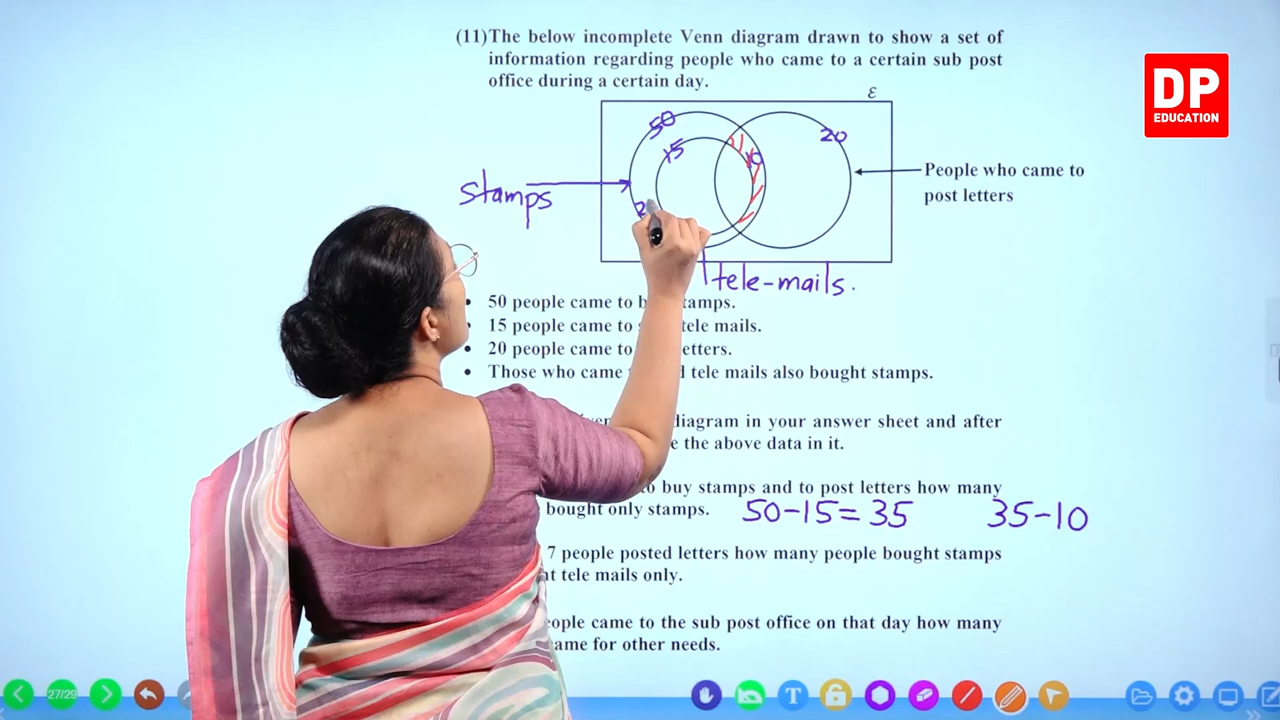 (11) The below incomplete Venn diagram drawn to show a set of
information regarding people who came to a certain sub post
office during a certain day.
DP
EDUCATION
ε
50
15
10
20
People who came to
post letters
stamps
tele-mails.
• 50 people came to stamps.
• 15 people came to tele mails.
• 20 people came to etters.
• Those who came tele mails also bought stamps.
diagram in your answer sheet and after
the above data in it.
to buy stamps and to post letters how many
bought only stamps. 50-15=35 35-10
7 people posted letters how many people bought stamps
tele mails only.
came to the sub post office on that day how many
for other needs.
27/29
T